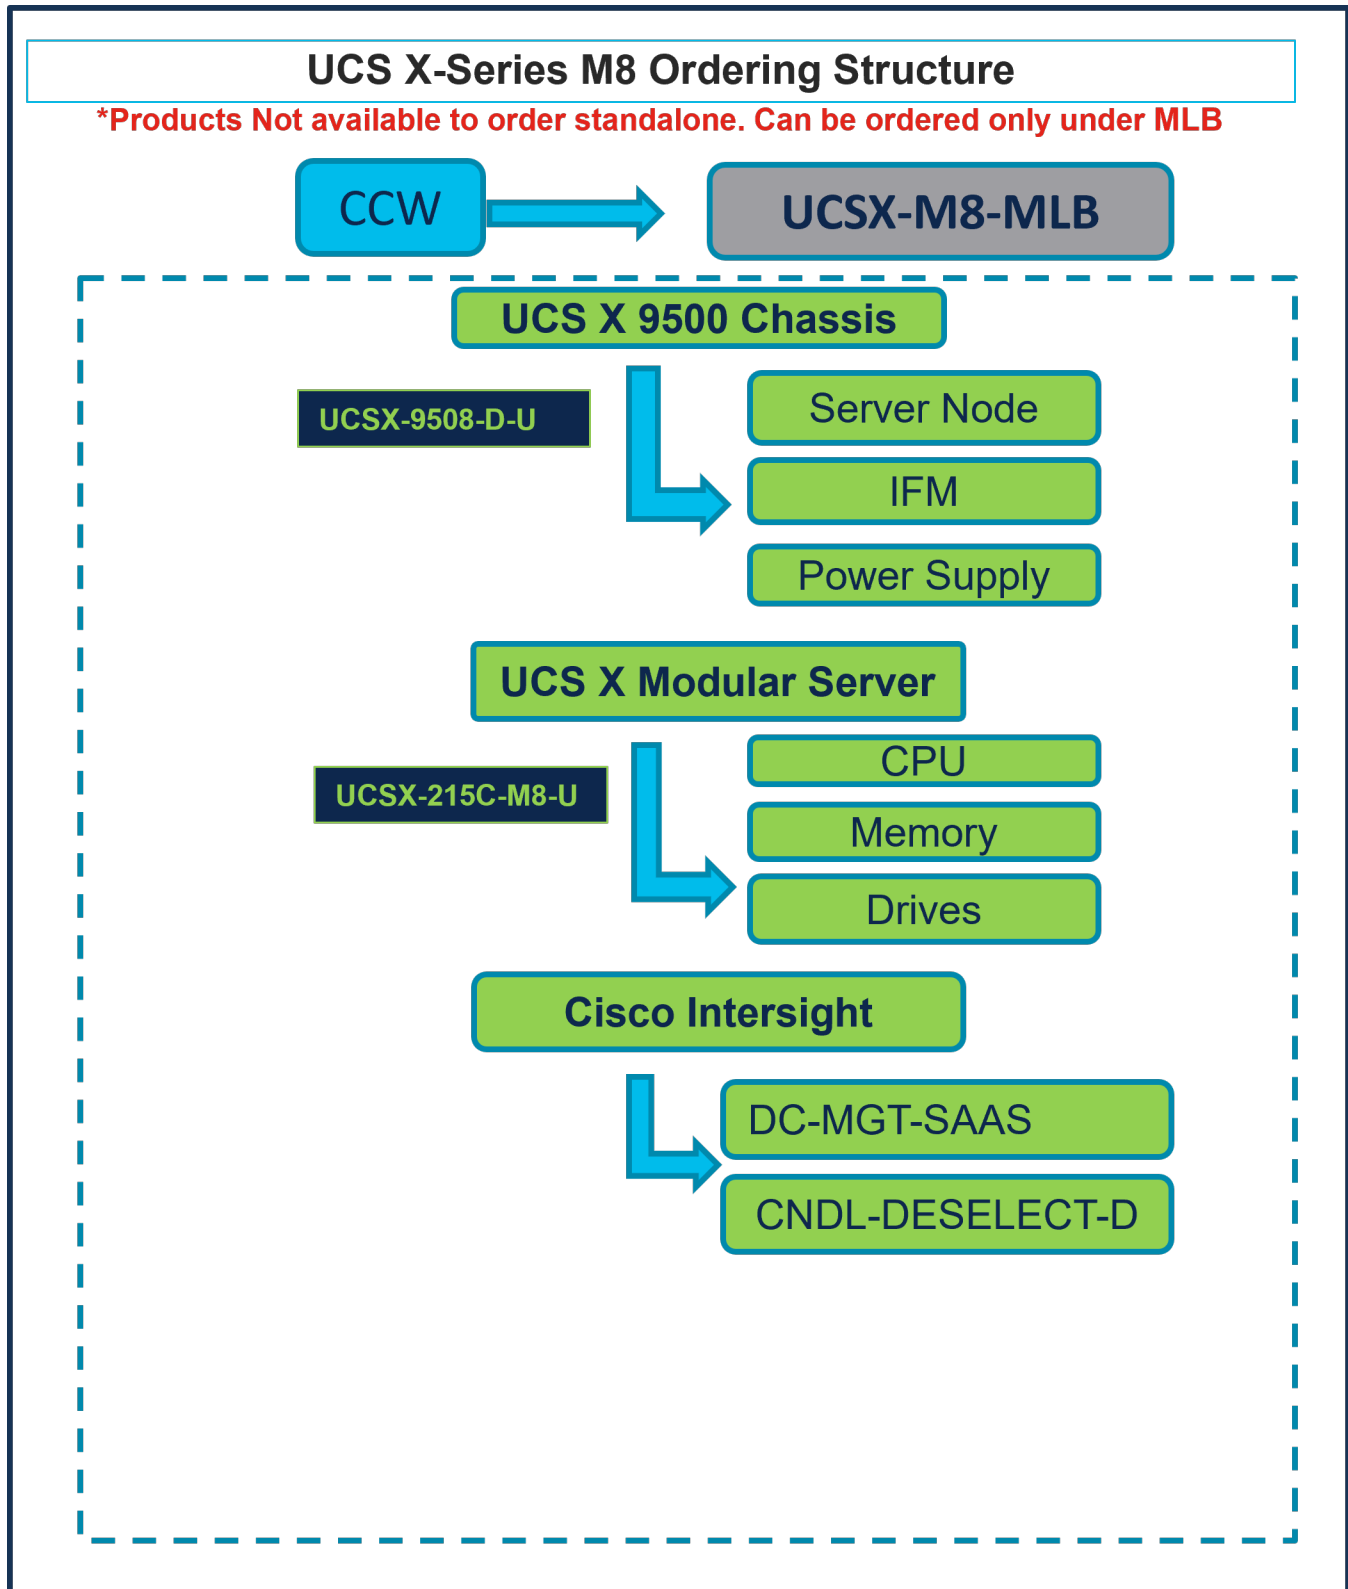 UCS X-Series M8 Ordering Structure
*Products Not available to order standalone. Can be ordered only under MLB
CCW
UCSX-M8-MLB
UCS X 9500 Chassis
UCSX-9508-D-U
Server Node
IFM
Power Supply
UCS X Modular Server
UCSX-215C-M8-U
CPU
Memory
Drives
Cisco Intersight
DC-MGT-SAAS
CNDL-DESELECT-D